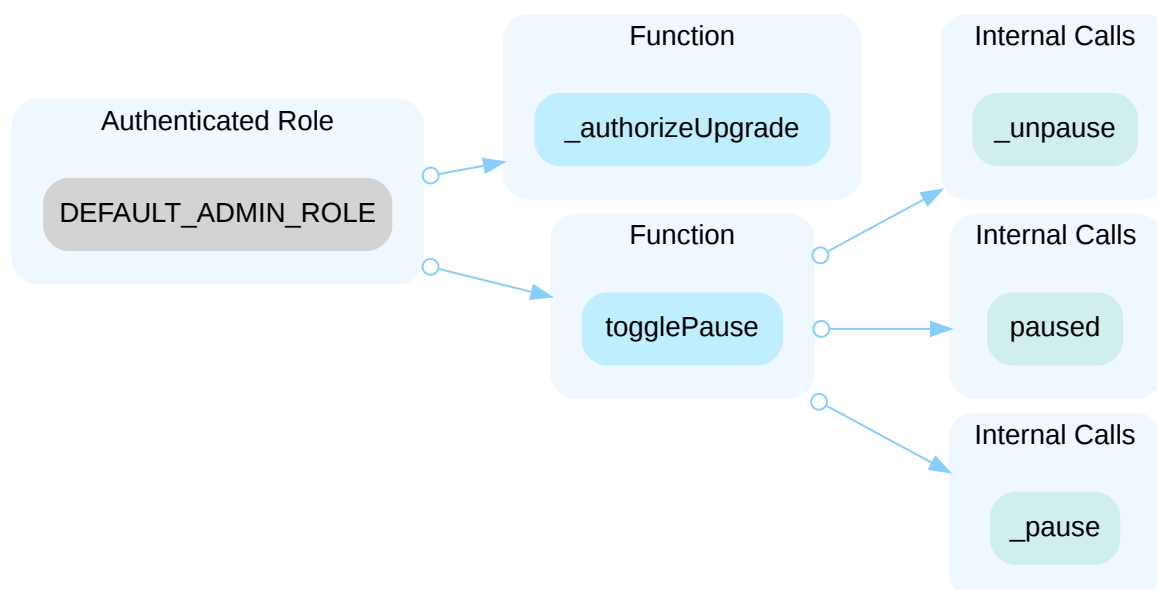 Authenticated Role
DEFAULT_ADMIN_ROLE
Function
_authorizeUpgrade
Function
togglePause
Internal Calls
_unpause
Internal Calls
paused
Internal Calls
_pause